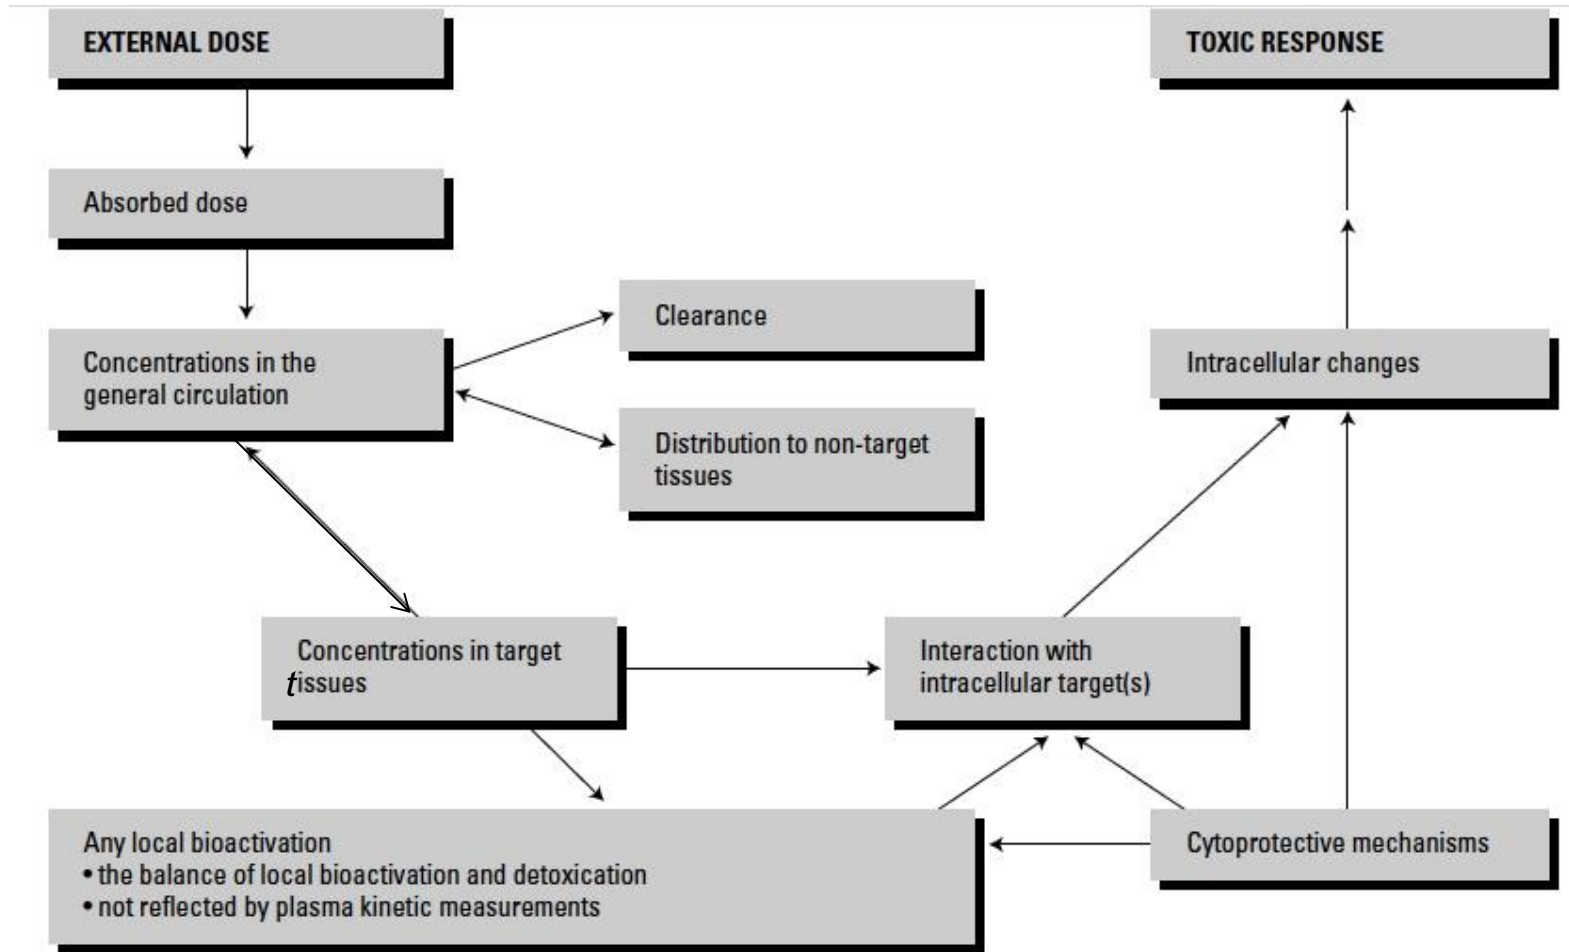 EXTERNAL DOSE
TOXIC RESPONSE
Absorbed dose
Clearance
Concentrations in the
general circulation
Intracellular changes
Distribution to non-target
tissues
Concentrations in target
tissues
Interaction with
intracellular target(s)
Any local bioactivation
• the balance of local bioactivation and detoxication
• not reflected by plasma kinetic measurements
Cytoprotective mechanisms